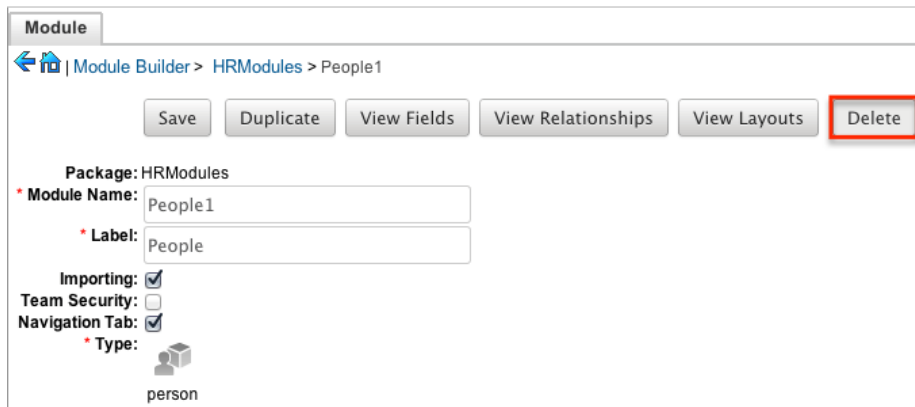 Module
| Module Builder > HRModules > People1
Save Duplicate View Fields View Relationships View Layouts Delete
Package: HRModules
* Module Name: People1
* Label: People
Importing:
Team Security:
Navigation Tab:
* Type:
person